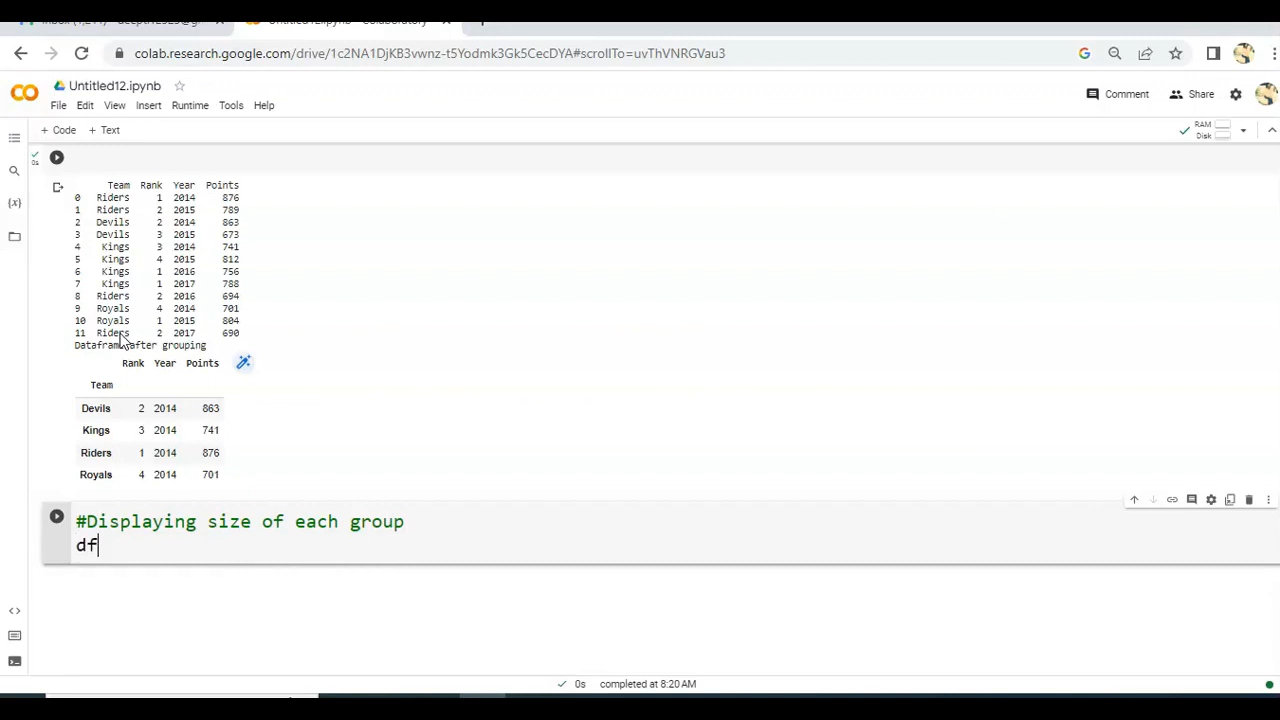 colab.research.google.com/drive/1c2NA1DjKB3vwnz-t5Yodmk3Gk5CecDYA#scrollTo=uvThVNRGVau3
Untitled12.ipynb
Comment
Share
File Edit View Insert Runtime Tools Help
+ Code + Text
RAM
Disk
0s
Team Rank Year Points
0 Riders 1 2014 876
1 Riders 2 2015 789
2 Devils 2 2014 863
3 Devils 3 2015 673
4 Kings 3 2014 741
5 Kings 4 2015 812
6 Kings 1 2016 756
7 Kings 1 2017 788
8 Riders 2 2016 694
9 Royals 4 2014 701
10 Royals 1 2015 804
11 Riders 2 2017 690
Dataframe after grouping
Rank Year Points
Team
Devils 2 2014 863
Kings 3 2014 741
Riders 1 2014 876
Royals 4 2014 701
#Displaying size of each group
df
0s completed at 8:20 AM